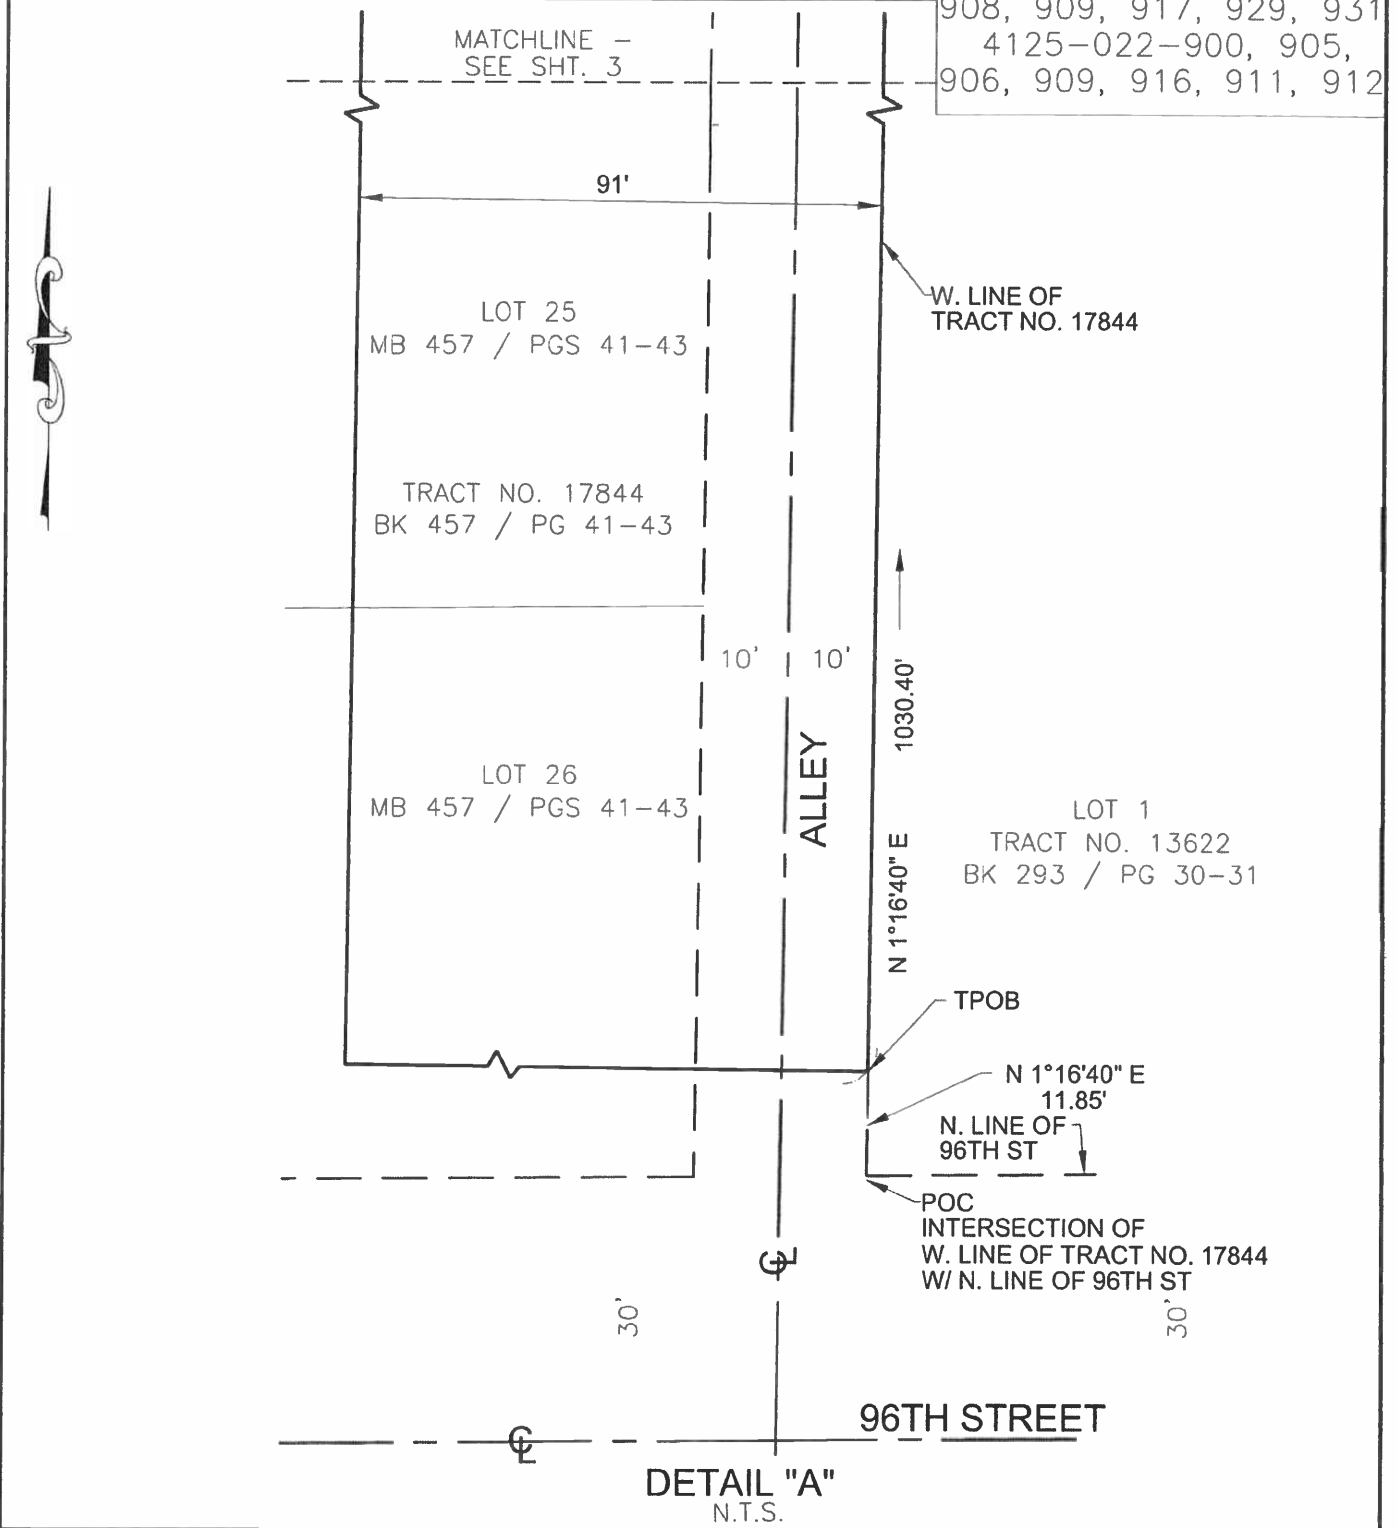 908, 909, 917, 929, 931
4125-022-900, 905,
906, 909, 916, 911, 912
MATCHLINE -
SEE SHT. 3
91'
W. LINE OF
TRACT NO. 17844
LOT 25
MB 457 / PGS 41-43
TRACT NO. 17844
BK 457 / PG 41-43
10' 10'
1030.40'
N 1°16'40" E
ALLEY
LOT 26
MB 457 / PGS 41-43
LOT 1
TRACT NO. 13622
BK 293 / PG 30-31
TPOB
N 1°16'40" E
11.85'
N. LINE OF
96TH ST
POC
INTERSECTION OF
W. LINE OF TRACT NO. 17844
W/ N. LINE OF 96TH ST
CL
30'
30'
96TH STREET
CL
DETAIL "A"
N.T.S.